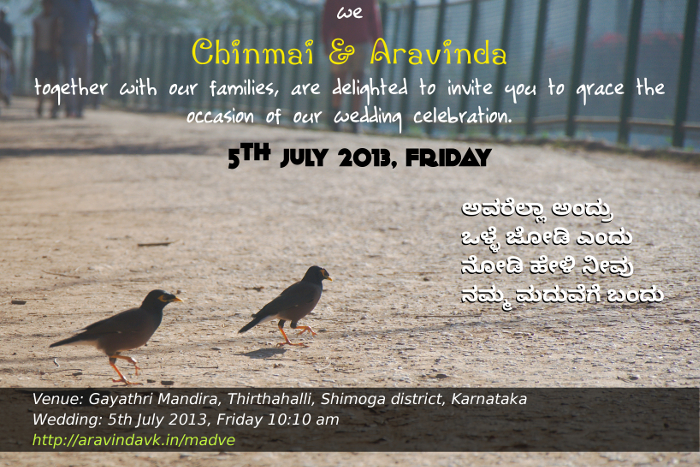 we
Chinmai & Aravinda
together with our families, are delighted to invite you to grace the
occasion of our wedding celebration.
5TH JULY 2013, FRIDAY
ಅವರೆಲ್ಲಾ ಅಂದ್ರು
ಒಳ್ಳೆ ಜೋಡಿ ಎಂದು
ನೋಡಿ ಹೇಳಿ ನೀವು
ನಮ್ಮ ಮದುವೆಗೆ ಬಂದು
Venue: Gayathri Mandira, Thirthahalli, Shimoga district, Karnataka
Wedding: 5th July 2013, Friday 10:10 am
http://aravindavk.in/madve